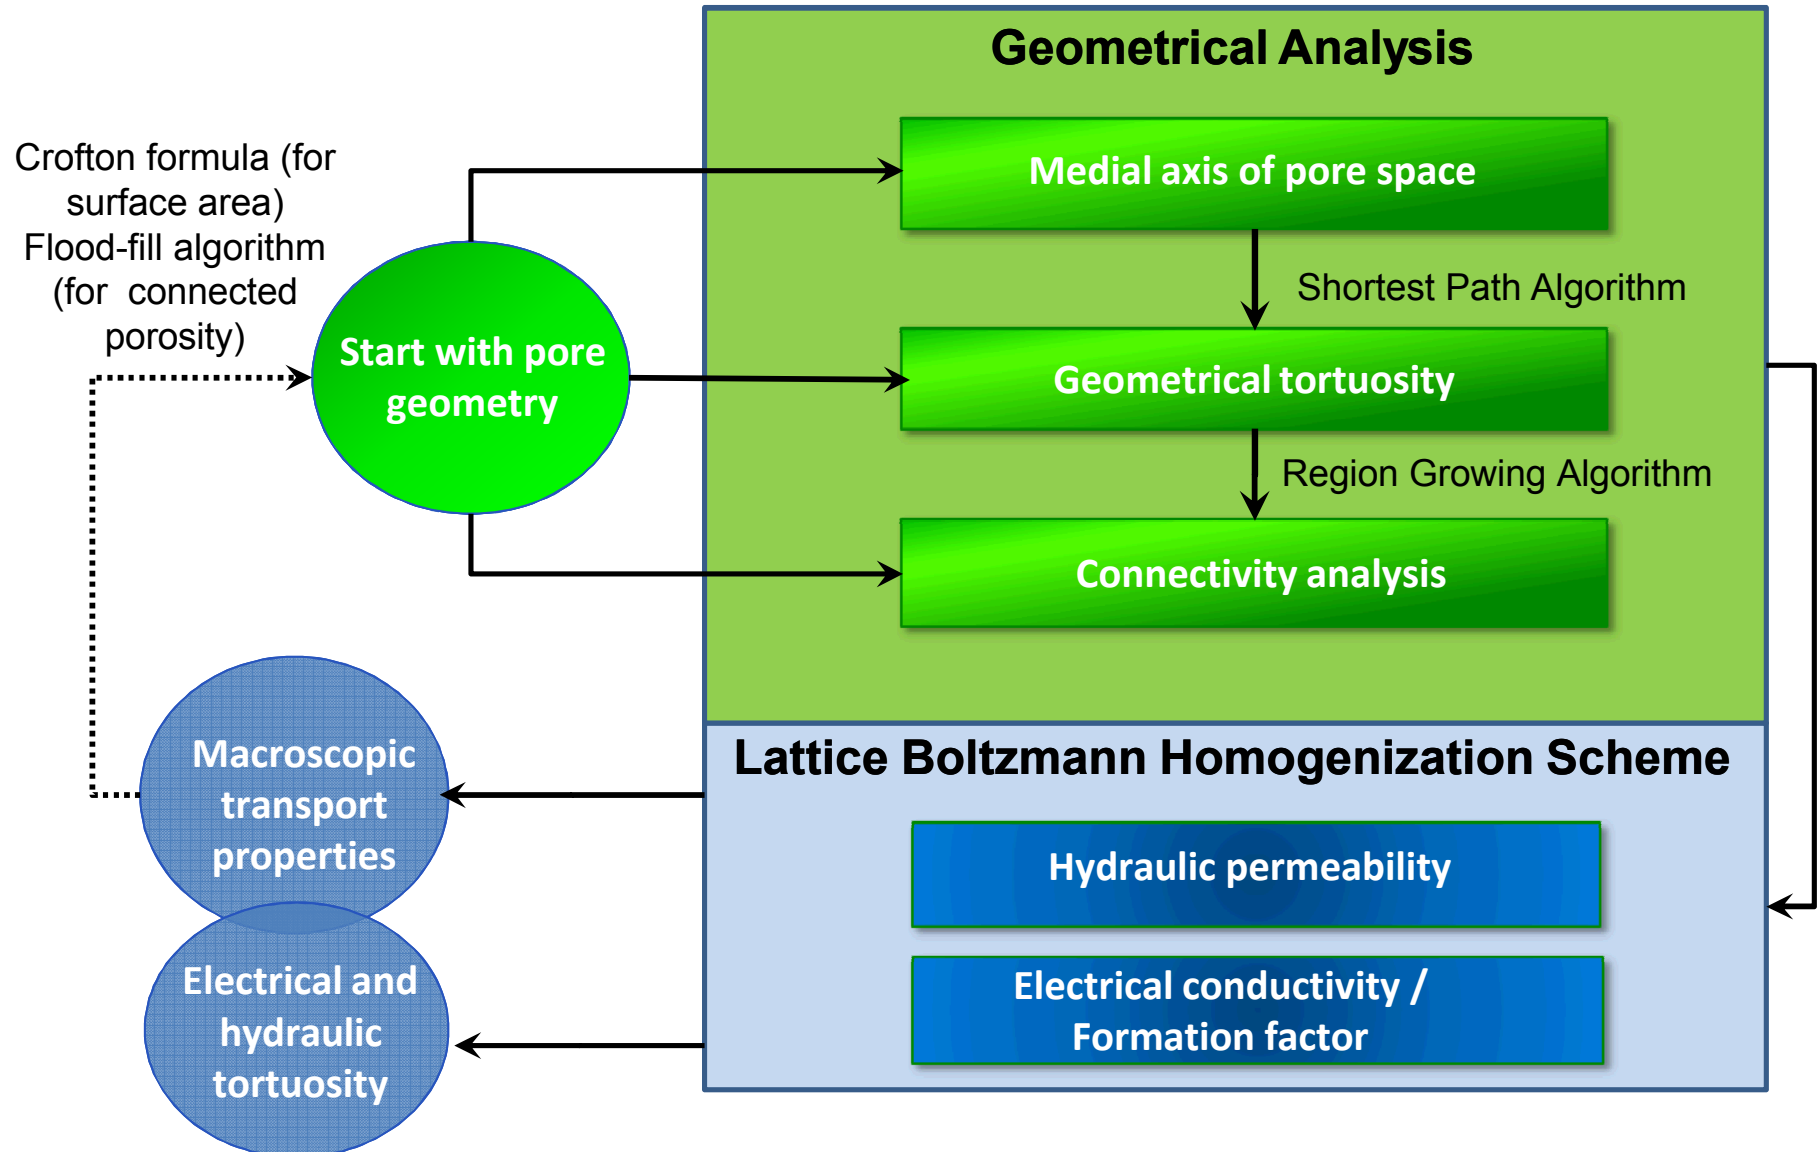 Geometrical Analysis
Crofton formula (for
surface area)
Flood-fill algorithm
(for connected
porosity)
Medial axis of pore space
Shortest Path Algorithm
Start with pore
geometry
Geometrical tortuosity
Region Growing Algorithm
Connectivity analysis
Lattice Boltzmann Homogenization Scheme
Macroscopic
transport
properties
Hydraulic permeability
Electrical and
hydraulic
tortuosity
Electrical conductivity /
Formation factor